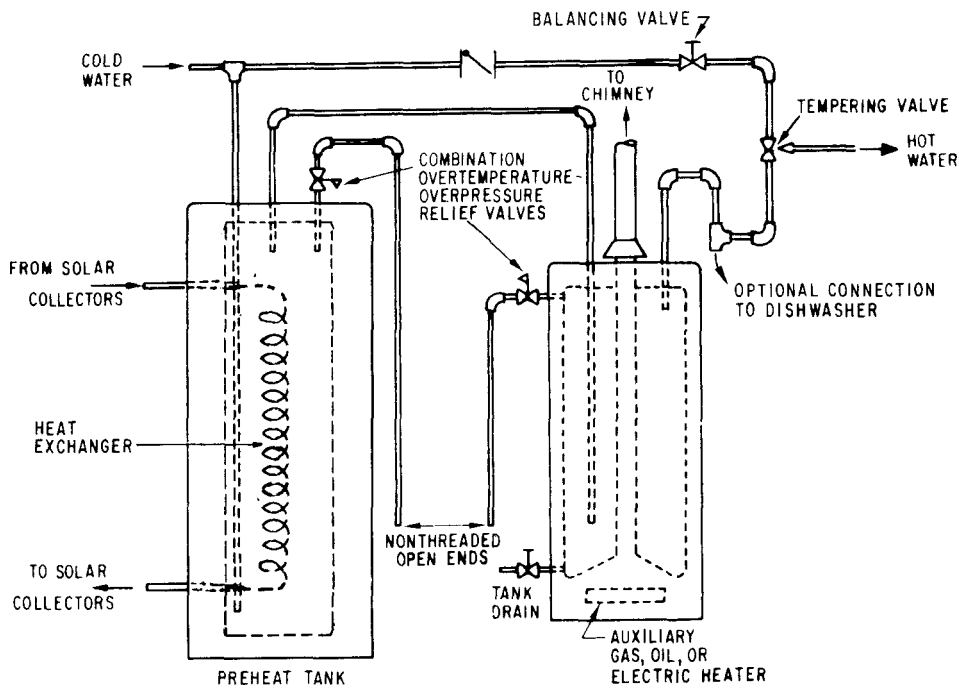 BALANCING VALVE
COLD
WATER
TO
CHIMNEY
TEMPERING VALVE
HOT
WATER
COMBINATION
OVERTEMPERATURE-
OVERPRESSURE
RELIEF VALVES
FROM SOLAR
COLLECTORS
OPTIONAL CONNECTION
TO DISHWASHER
HEAT
EXCHANGER
NONTHREADED
OPEN ENDS
TO SOLAR
COLLECTORS
TANK
DRAIN
AUXILIARY
GAS, OIL, OR
ELECTRIC HEATER
PREHEAT TANK